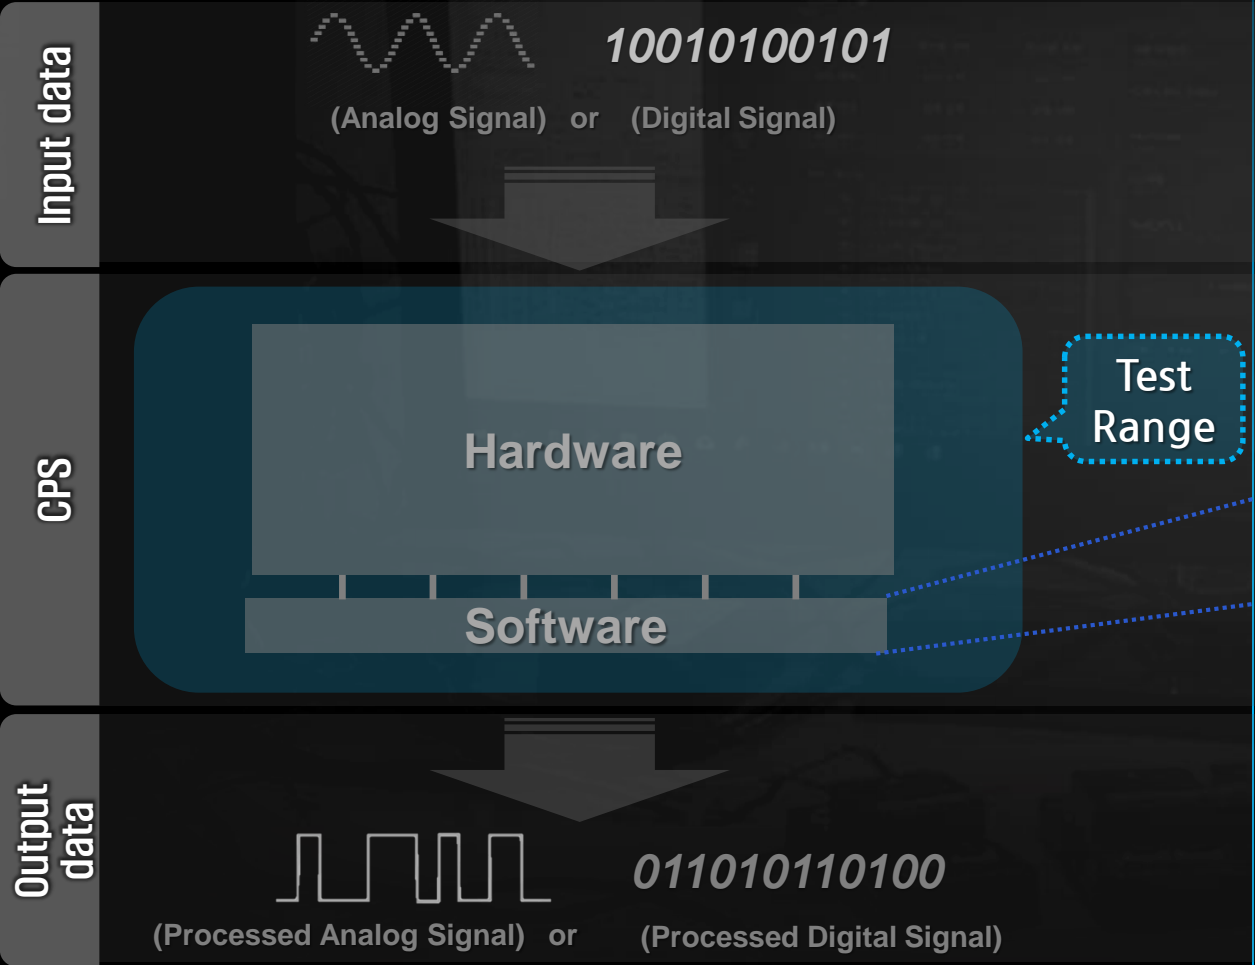 Input data
10010100101
(Analog Signal) or (Digital Signal)
CPS
Hardware
Software
Test
Range
Output
data
011010110100
(Processed Analog Signal) or (Processed Digital Signal)